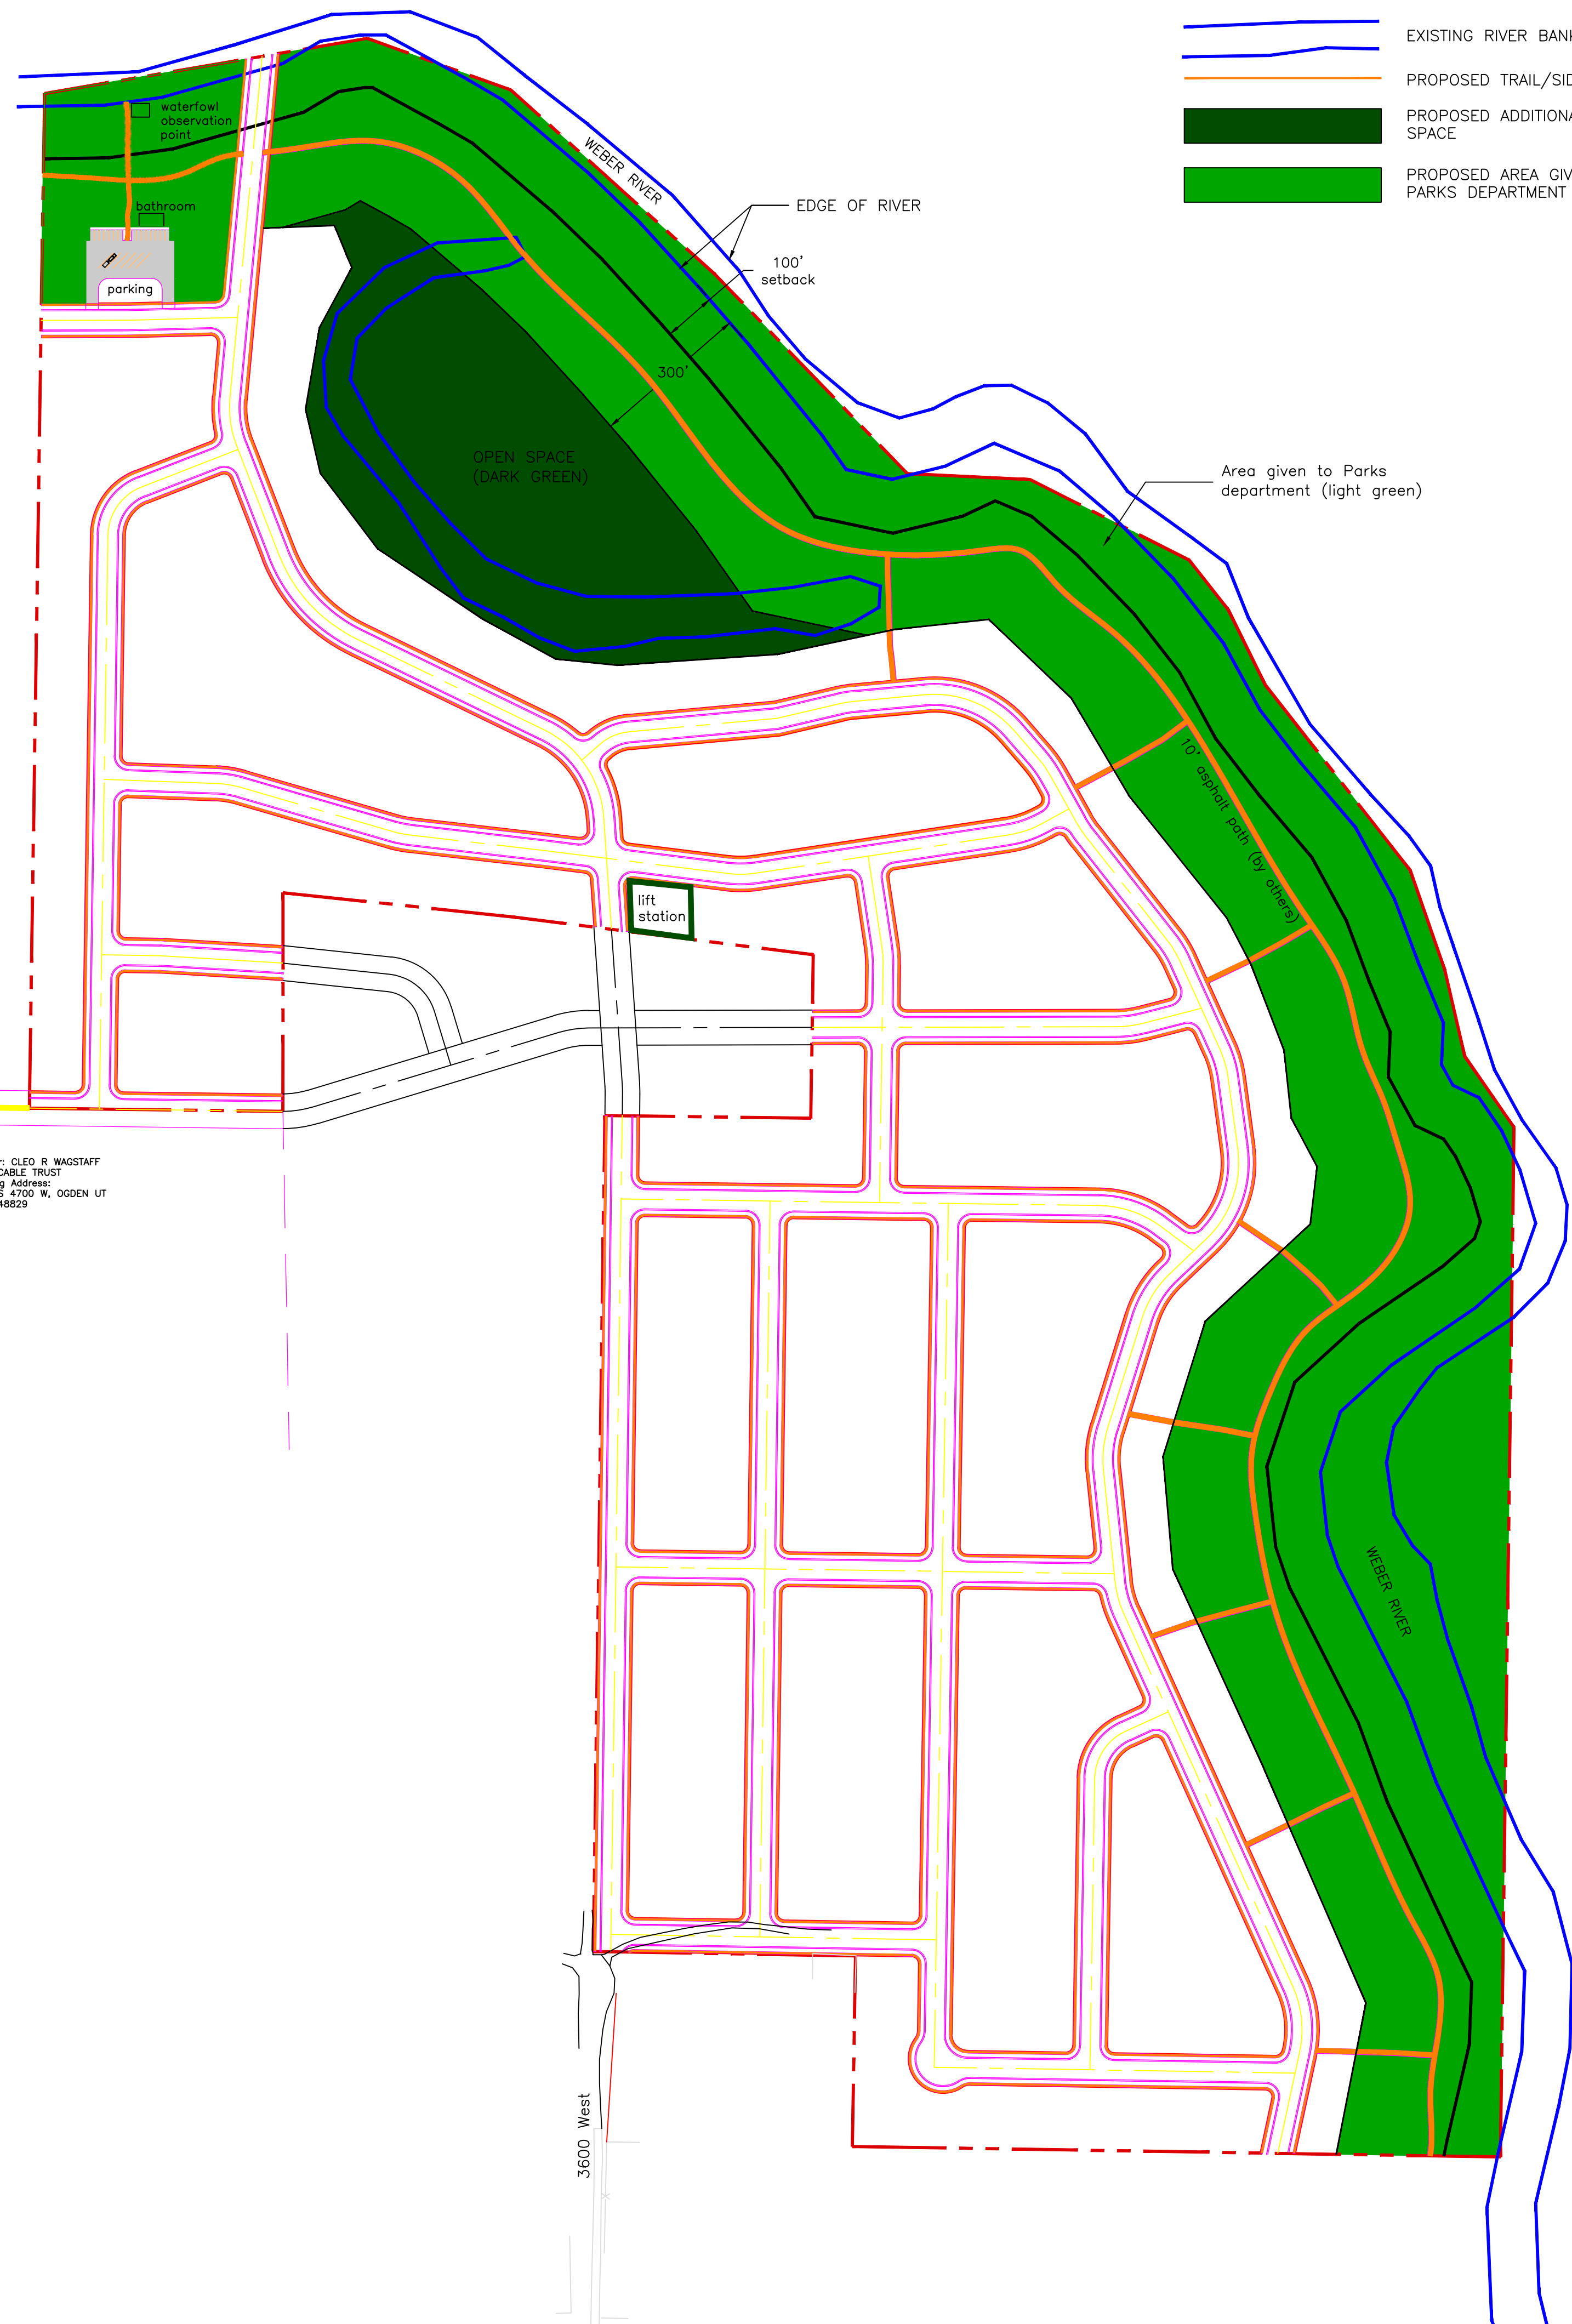 EXISTING RIVER BANK
PROPOSED TRAIL/SID
PROPOSED ADDITIONA
SPACE
PROPOSED AREA GIV
PARKS DEPARTMENT
waterfowl
observation
point
bathroom
parking
WEBER RIVER
EDGE OF RIVER
100'
setback
300'
OPEN SPACE
(DARK GREEN)
Area given to Parks
department (light green)
10' asphalt path (by others)
lift
station
r: CLEO R WAGSTAFF
CABLE TRUST
g Address:
S 4700 W, OGDEN UT
48829
WEBER RIVER
3600 West